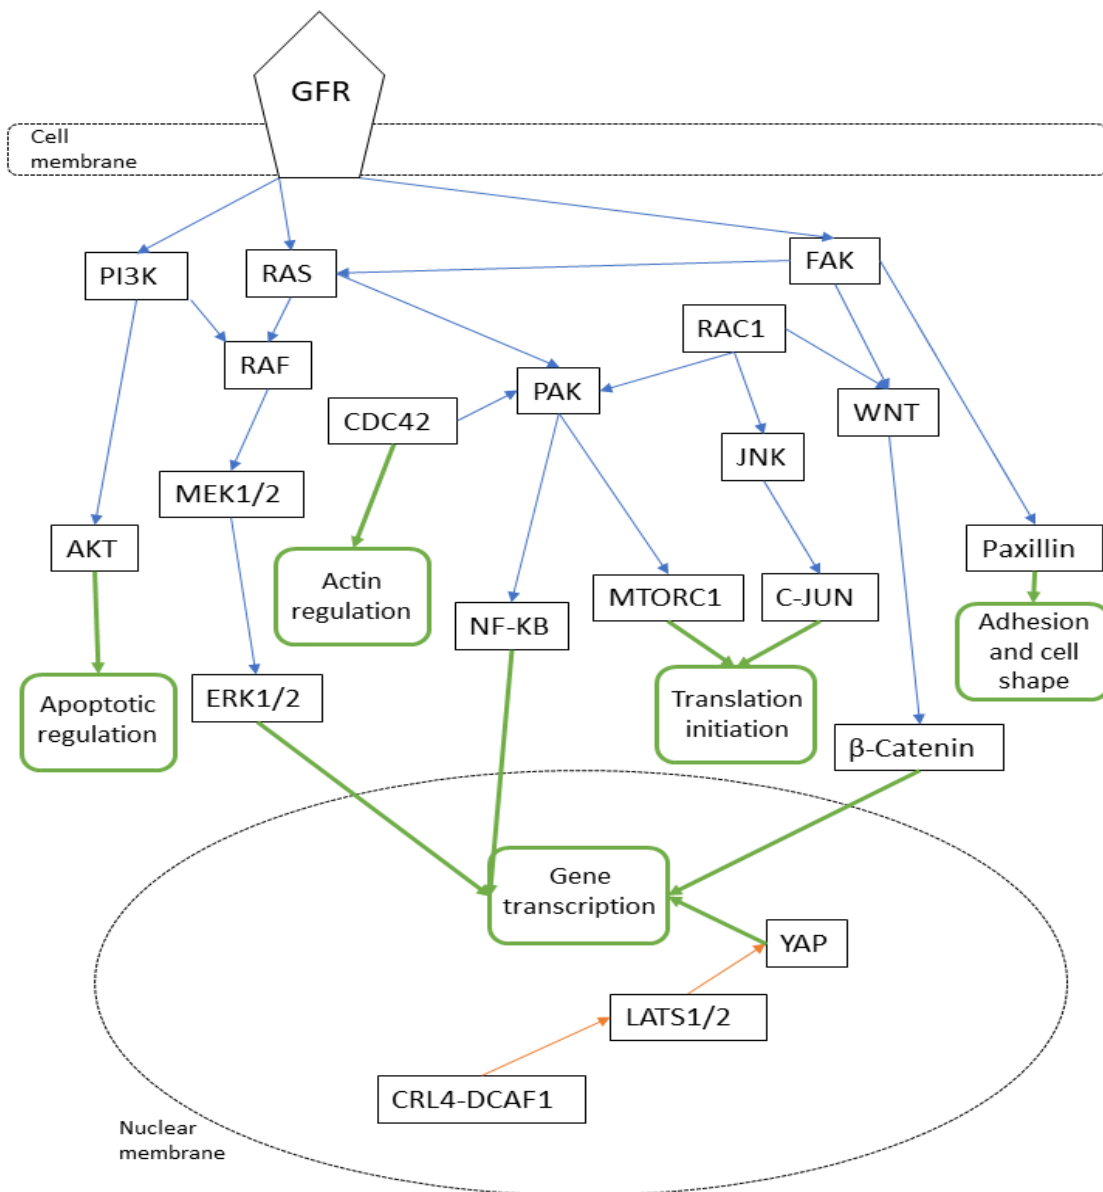 GFR
Cell
membrane
PI3K
RAS
FAK
RAC1
RAF
PAK
WNT
CDC42
JNK
MEK1/2
AKT
Paxillin
Actin
regulation
MTORC1
C-JUN
NF-KB
Adhesion
and cell
shape
ERK1/2
Apoptotic
regulation
Translation
initiation
β-Catenin
Gene
transcription
YAP
LATS1/2
CRL4-DCAF1
Nuclear
membrane